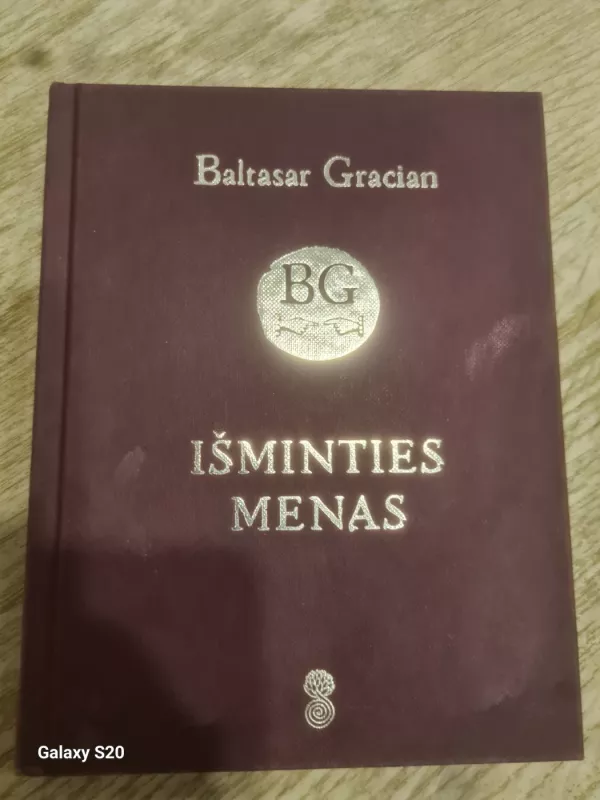 Baltasar Gracian
BG
IŠMINTIES
MENAS
Galaxy S20